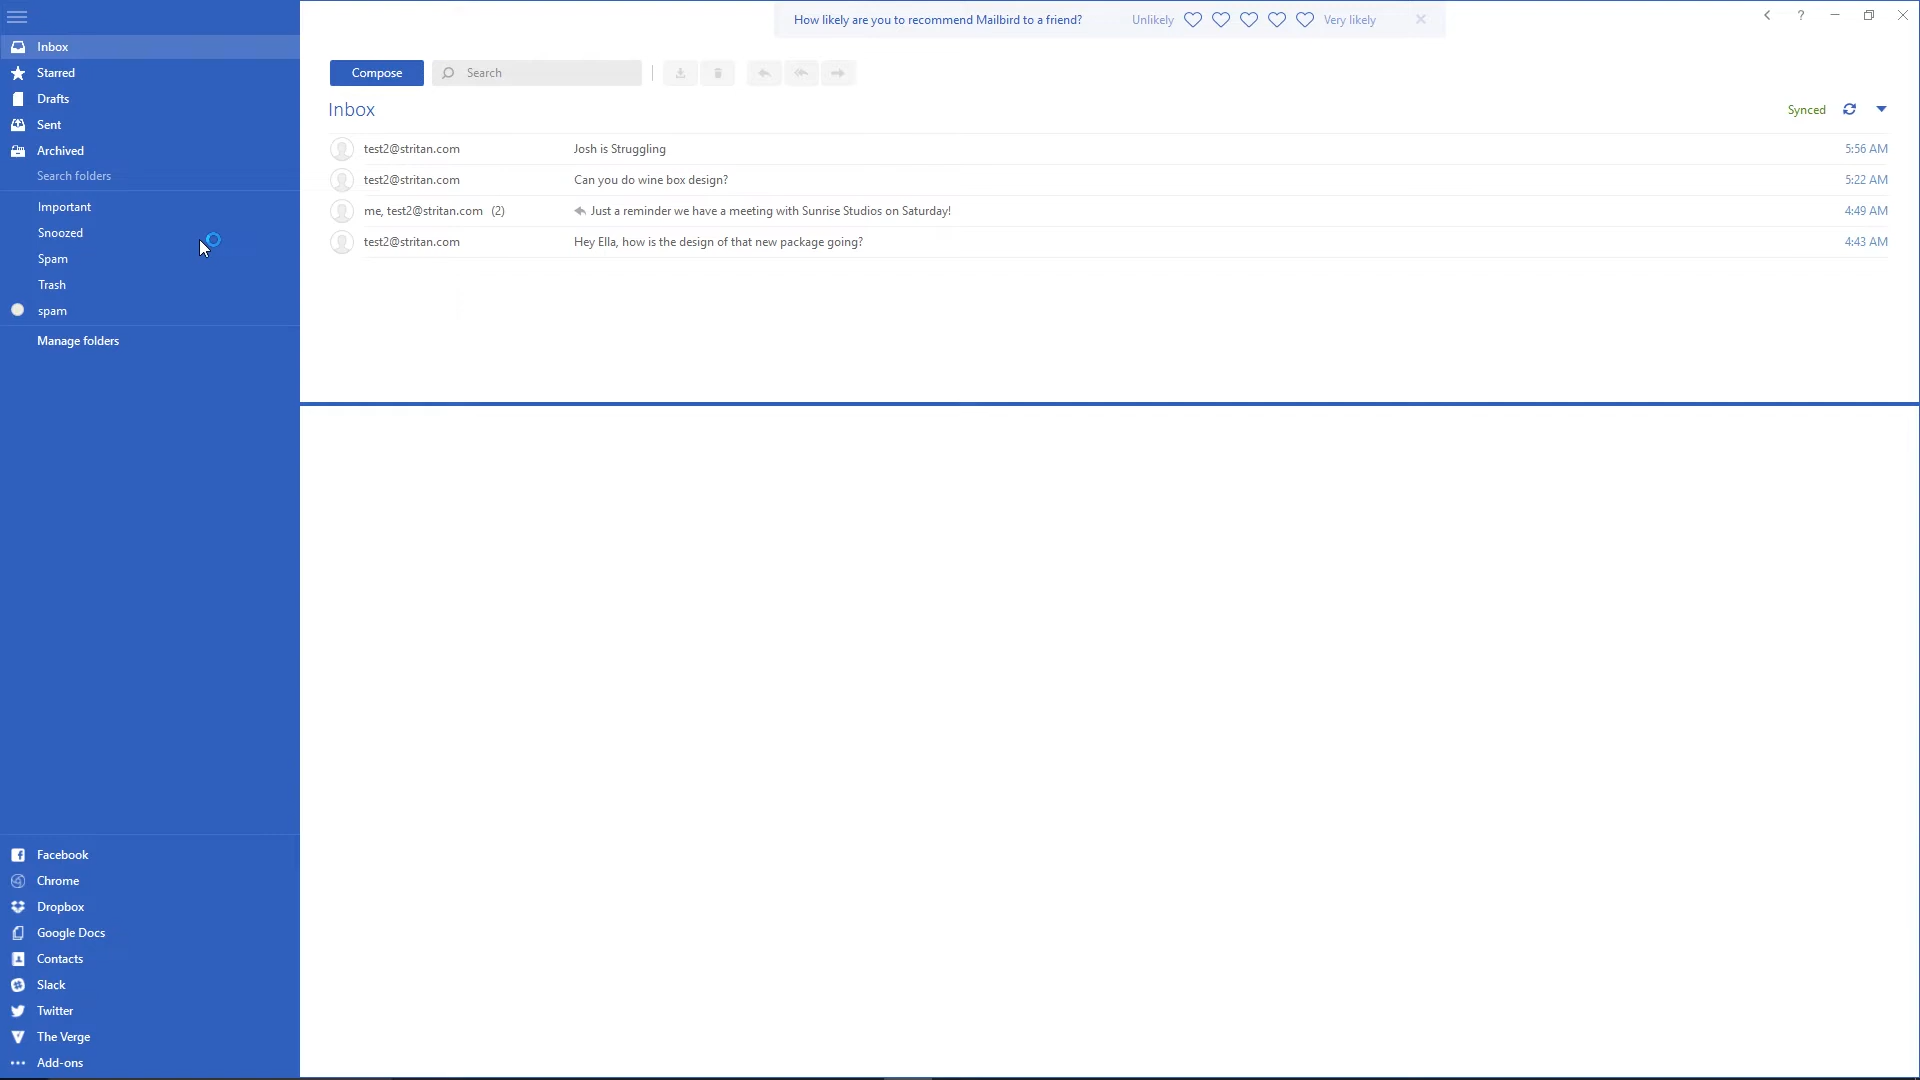 How likely are you to recommend Mailbird to a friend? Unlikely Very likely
Inbox
Starred
Drafts
Sent
Archived
Search folders
Important
Snoozed
Spam
Trash
spam
Manage folders
Facebook
Chrome
Dropbox
Google Docs
Contacts
Slack
Twitter
The Verge
Add-ons
Compose Search
Inbox Synced
test2@stritan.com Josh is Struggling 5:56 AM
test2@stritan.com Can you do wine box design? 5:22 AM
me, test2@stritan.com (2) Just a reminder we have a meeting with Sunrise Studios on Saturday! 4:49 AM
test2@stritan.com Hey Ella, how is the design of that new package going? 4:43 AM